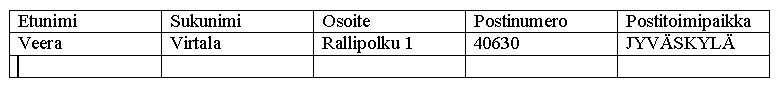 Etunimi Sukunimi Osoite Postinumero Postitoimipaikka
Veera Virtala Rallipolku 1 40630 JYVÄSKYLÄ